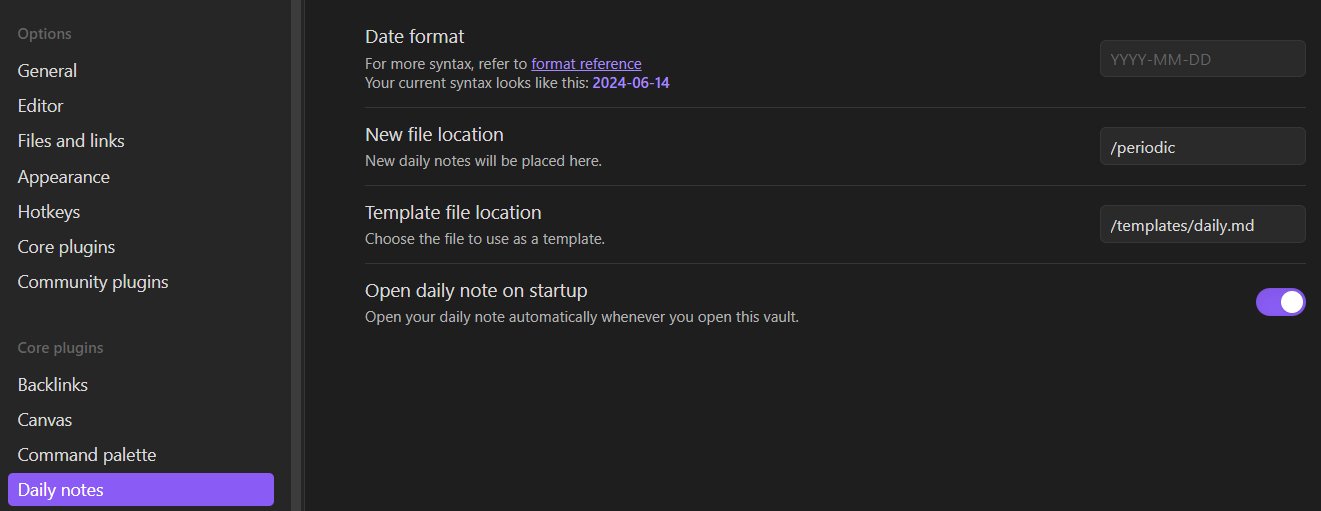 Options
General
Editor
Files and links
Appearance
Hotkeys
Core plugins
Community plugins
Core plugins
Backlinks
Canvas
Command palette
Daily notes
Date format
For more syntax, refer to format reference
Your current syntax looks like this: 2024-06-14
YYYY-MM-DD
New file location
New daily notes will be placed here.
/periodic
Template file location
Choose the file to use as a template.
/templates/daily.md
Open daily note on startup
Open your daily note automatically whenever you open this vault.